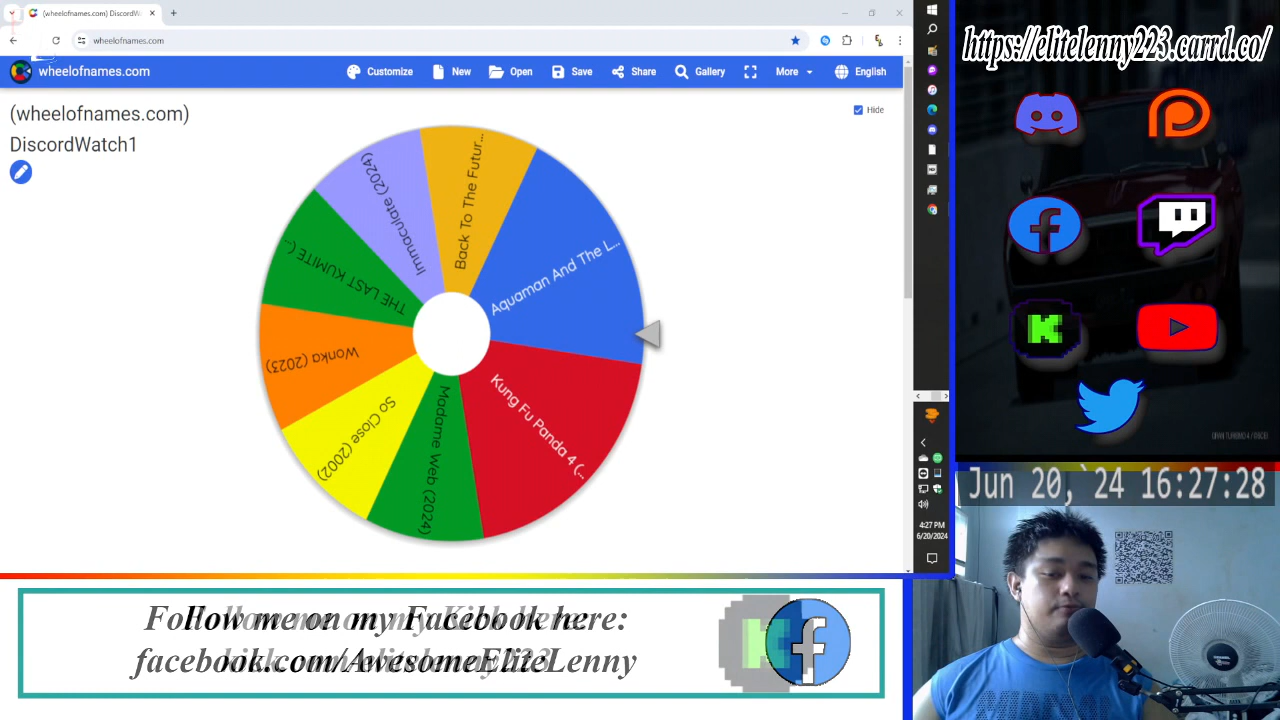 (wheelofnames.com) DiscordW
wheelofnames.com
wheelofnames.com
Customize
New
Open
Save
Share
Gallery
More
English
(wheelofnames.com)
DiscordWatch1
Hide
Back To The Futur...
Aquaman And The L...
Kung Fu Panda 4 (...
Madame Web (2024)
So Close (2002)
Wonka (2023)
THE LAST KUMITE (...
Immaculate (2024)
https://elitelenny223.carrd.co/
Jun 20, `24 16:27:28
4:27 PM
6/20/2024
Follow me on my Facebook here:
facebook.com/AwesomeEliteLenny